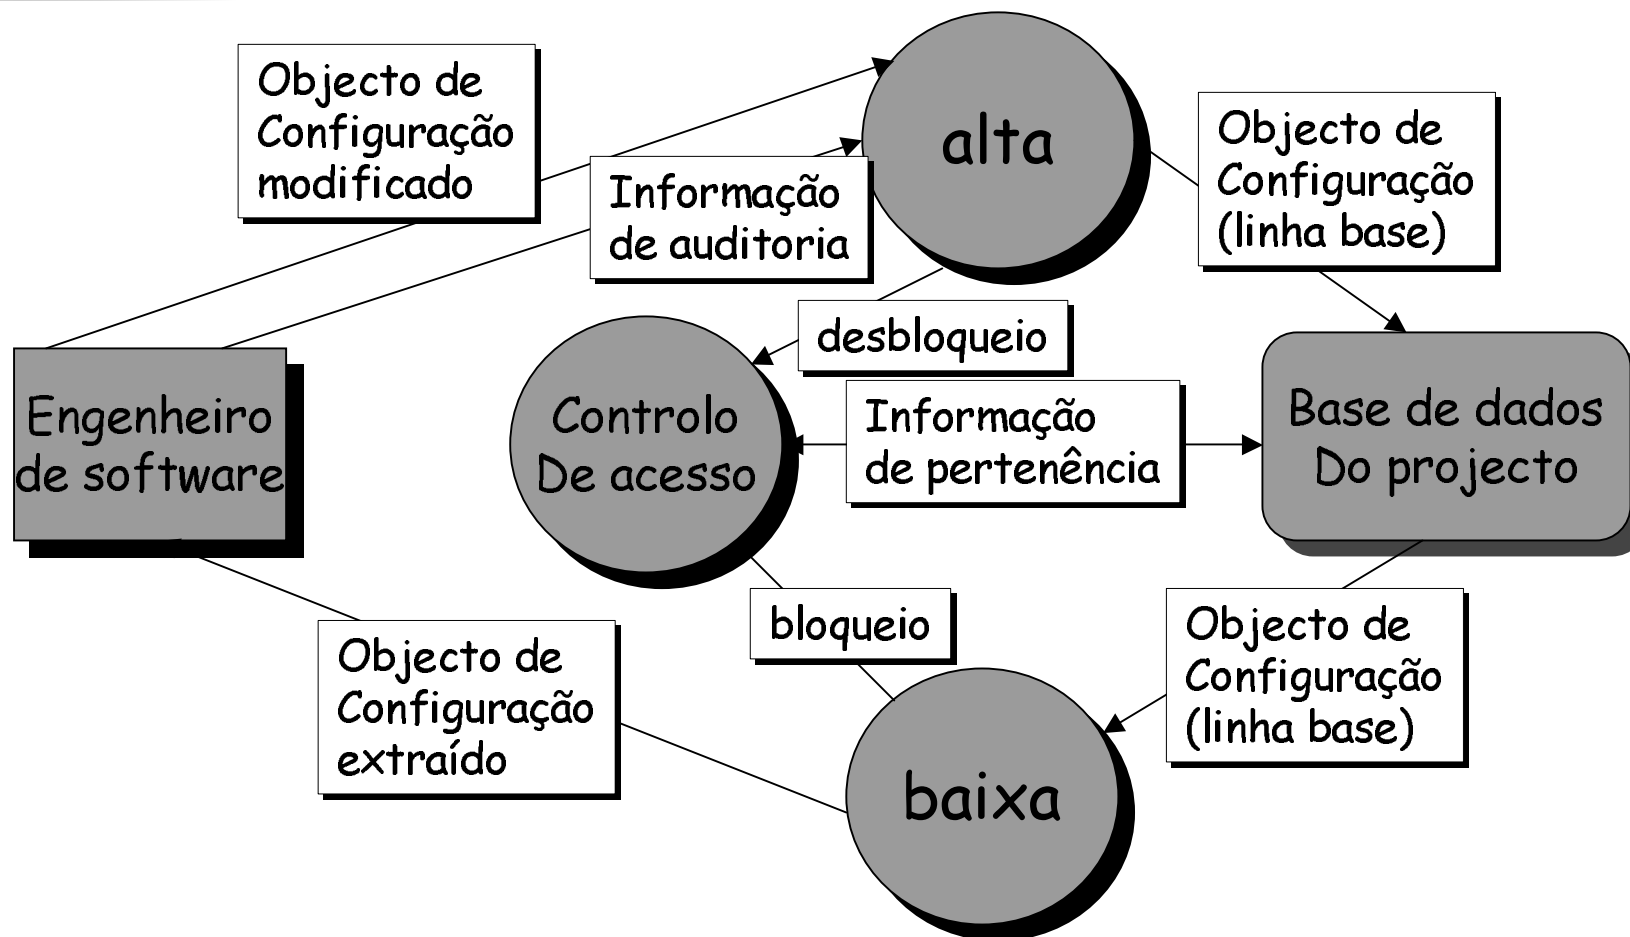 Objecto de
Configuração
modificado
alta
Objecto de
Configuração
(linha base)
Informação
de auditoria
desbloqueio
Engenheiro
de software
Controlo
De acesso
Informação
de pertenência
Base de dados
Do projecto
bloqueio
Objecto de
Configuração
extraído
Objecto de
Configuração
(linha base)
baixa